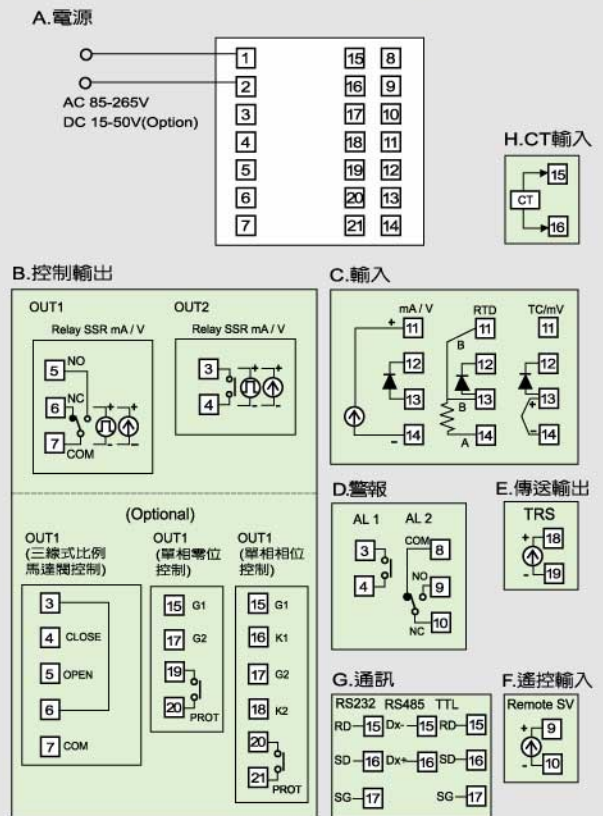 A.電源
1 15 8
2 16 9
AC 85-265V
DC 15-50V(Option)
3 17 10
4 18 11
5 19 12
6 20 13
7 21 14
H.CT輸入
15
CT
16
B.控制輸出
OUT1
Relay SSR mA / V
5 NO
6 NC
7 COM
+ +
- -
OUT2
Relay SSR mA / V
3
4
+ +
- -
(Optional)
OUT1
(三線式比例
馬達閥控制)
3
4 CLOSE
5 OPEN
6
7 COM
OUT1
(單相零位
控制)
15 G1
17 G2
19
20
PROT
OUT1
(單相相位
控制)
15 G1
16 K1
17 G2
18 K2
20
21
PROT
C.輸入
mA / V RTD TC/mV
+ 11 11 11
B
12 12 12
13 B 13 + 13
- 14 A 14 - 14
D.警報
AL 1 AL 2
3
4
COM 8
NO 9
NC 10
E.傳送輸出
TRS
+ 18
- 19
G.通訊
RS232 RS485 TTL
RD 15 Dx- 15 RD 15
SD 16 Dx+ 16 SD 16
SG 17 SG 17
F.遙控輸入
Remote SV
+ 9
- 10